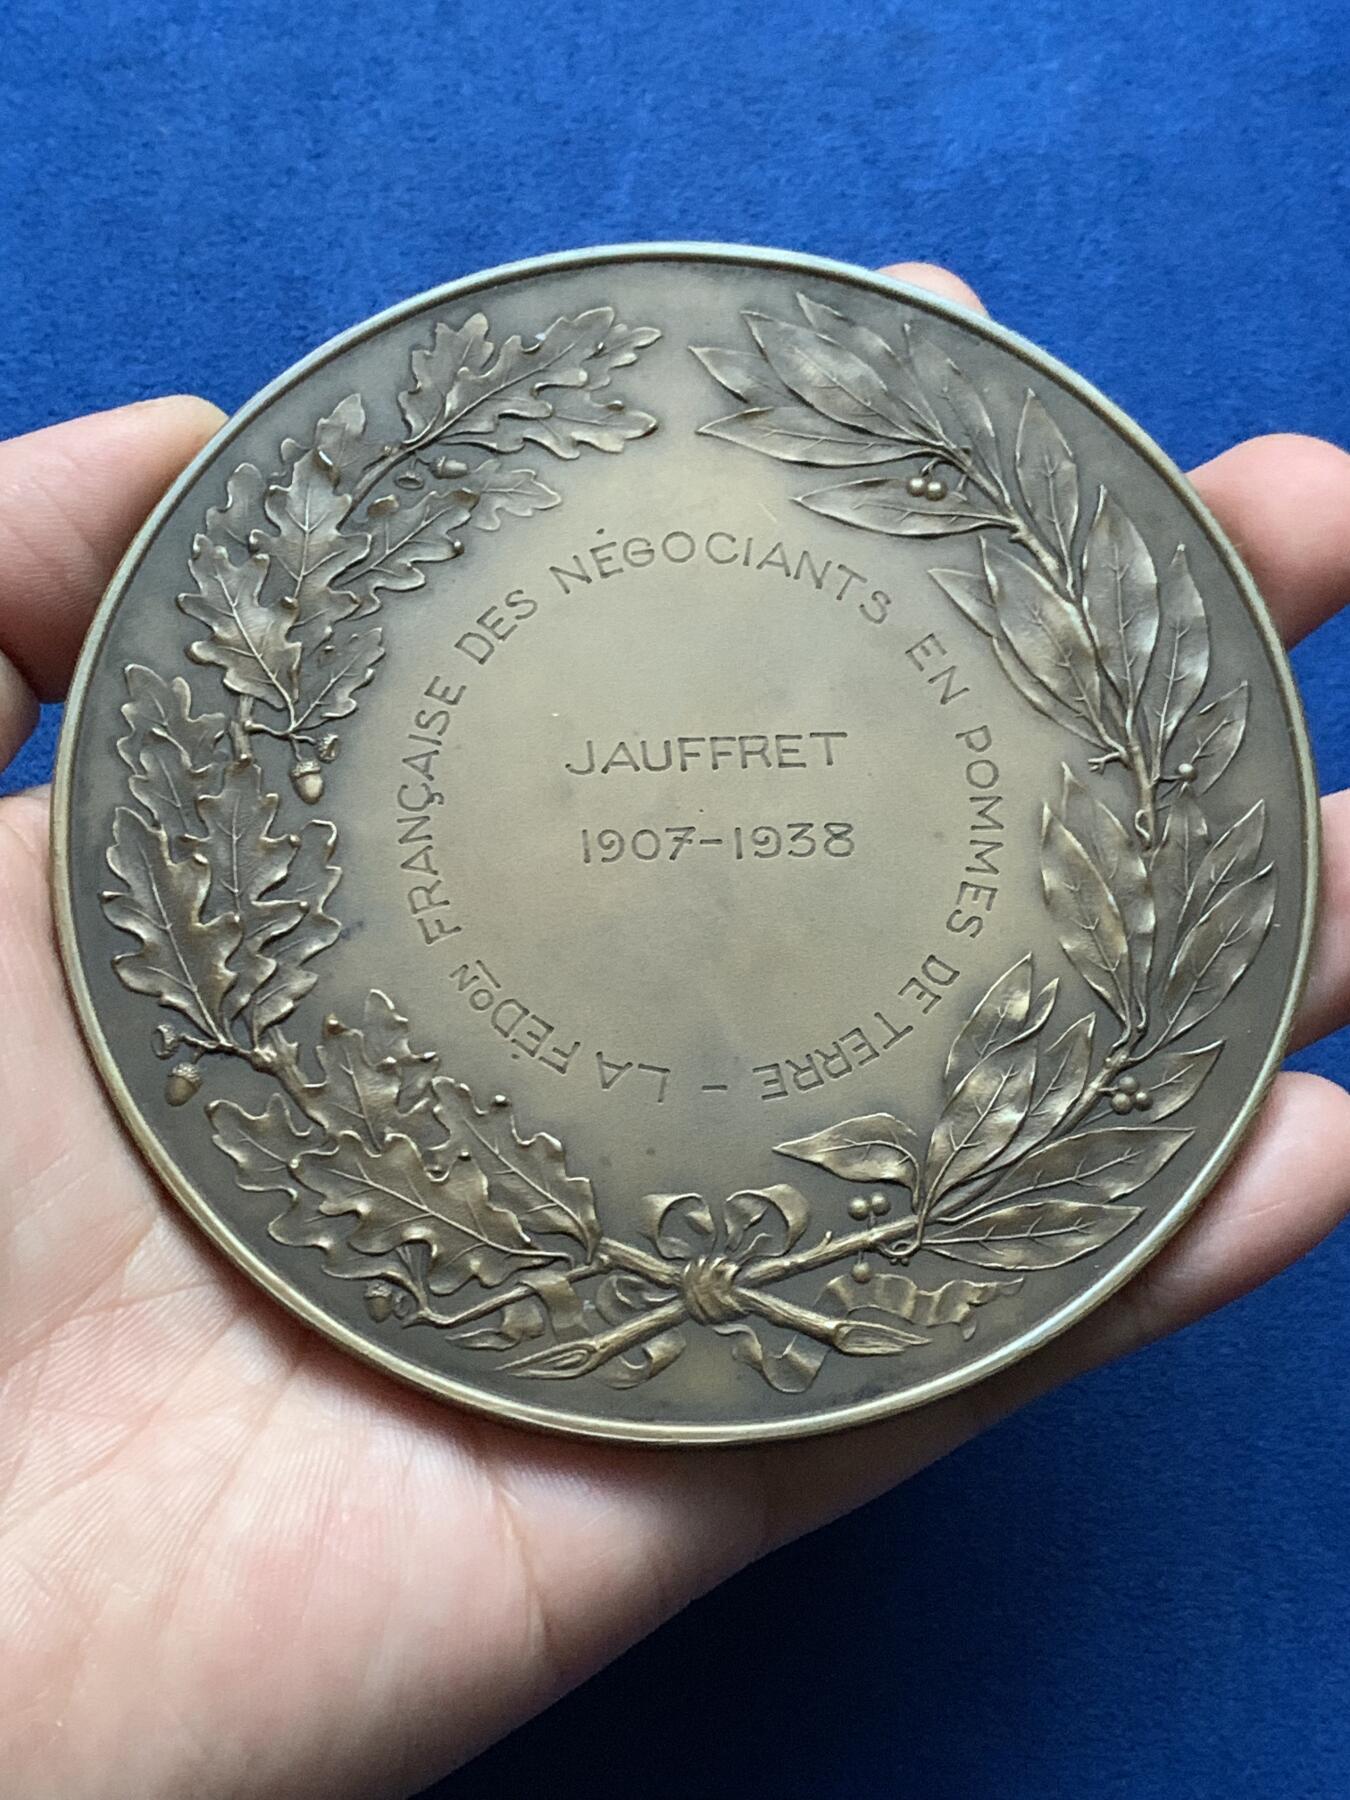 LA FÉDON FRANÇAISE DES NÉGOCIANTS EN POMMES DE TERRE -
JAUFFRET
1907-1938